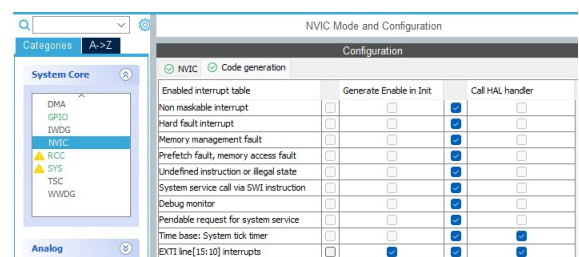 NVIC Mode and Configuration
Categories A->Z
Configuration
NVIC Code generation
System Core
Enabled interrupt table Generate Enable in Init Call HAL handler
DMA
GPIO
IWDG
NVIC
RCC
SYS
TSC
WWDG
Analog
Non maskable interrupt
Hard fault interrupt
Memory management fault
Prefetch fault, memory access fault
Undefined instruction or illegal state
System service call via SWI instruction
Debug monitor
Pendable request for system service
Time base: System tick timer
EXTI line[15:10] interrupts